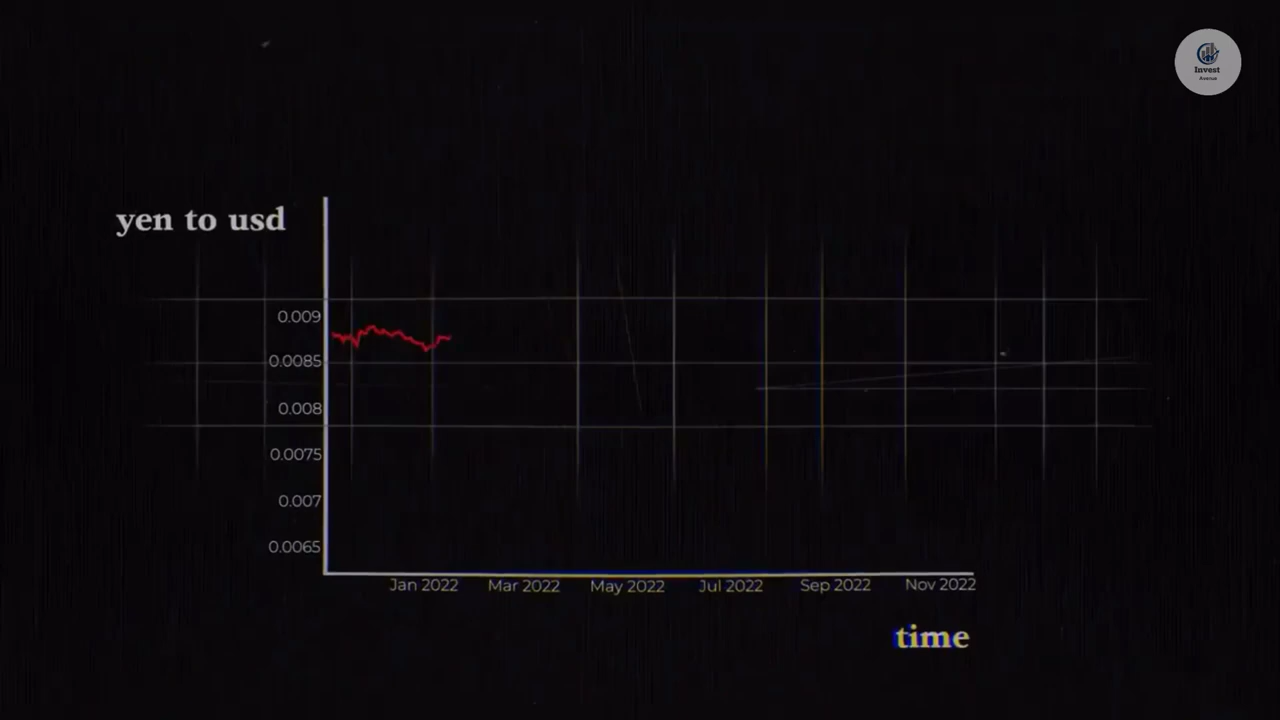 Invest
Avenue
yen to usd
0.009
0.0085
0.008
0.0075
0.007
0.0065
Jan 2022 Mar 2022 May 2022 Jul 2022 Sep 2022 Nov 2022
time